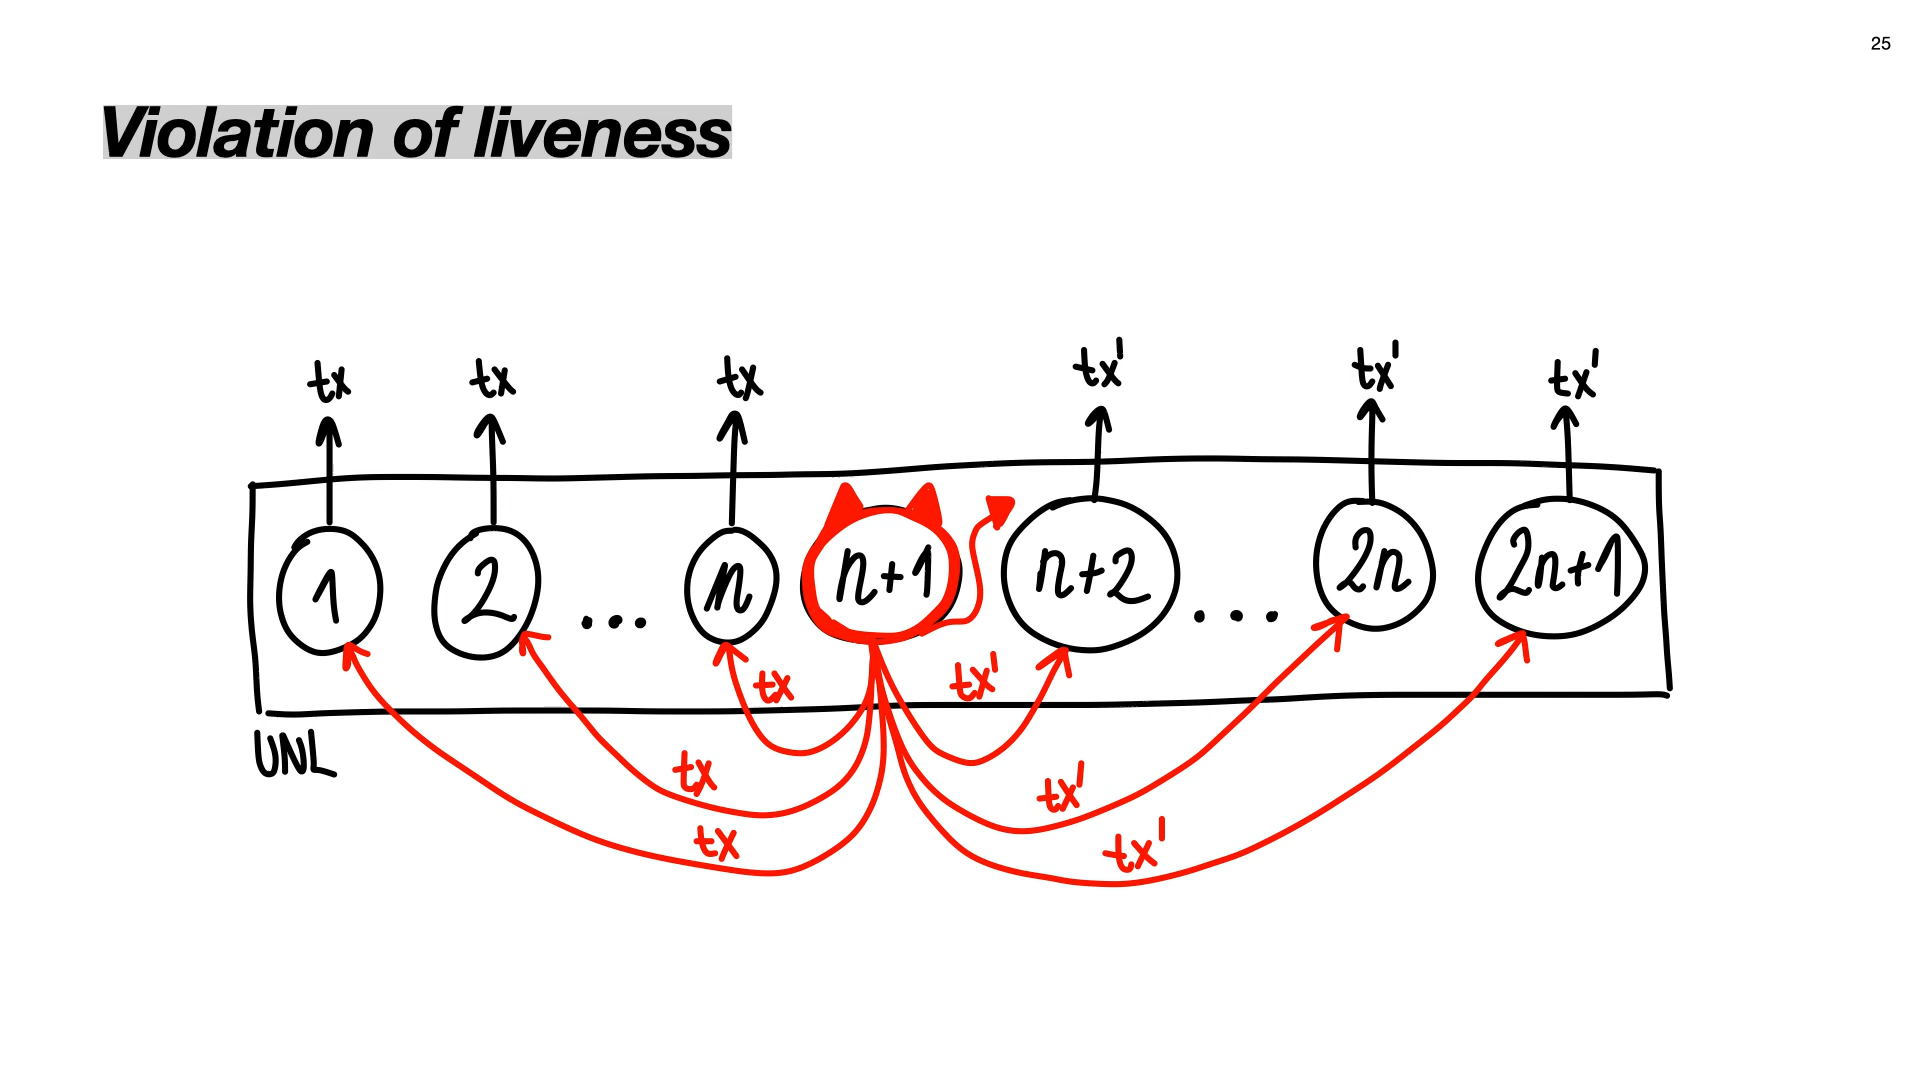 25
Violation of liveness
tx tx tx tx' tx' tx'
1 2 ... n n+1 n+2 ... 2n 2n+1
tx tx'
UNL
tx tx'
tx tx'